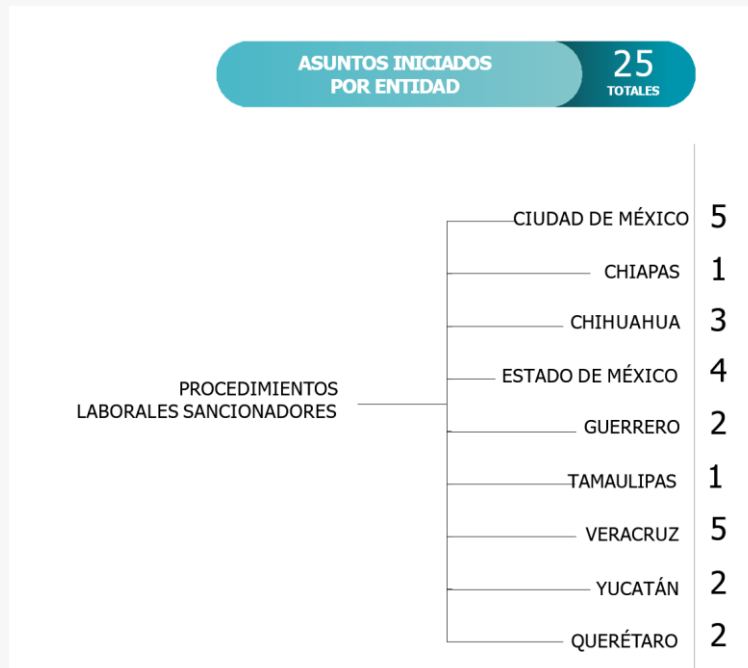 ASUNTOS INICIADOS
POR ENTIDAD
25
TOTALES
PROCEDIMIENTOS
LABORALES SANCIONADORES
CIUDAD DE MÉXICO 5
CHIAPAS 1
CHIHUAHUA 3
ESTADO DE MÉXICO 4
GUERRERO 2
TAMAULIPAS 1
VERACRUZ 5
YUCATÁN 2
QUERÉTARO 2